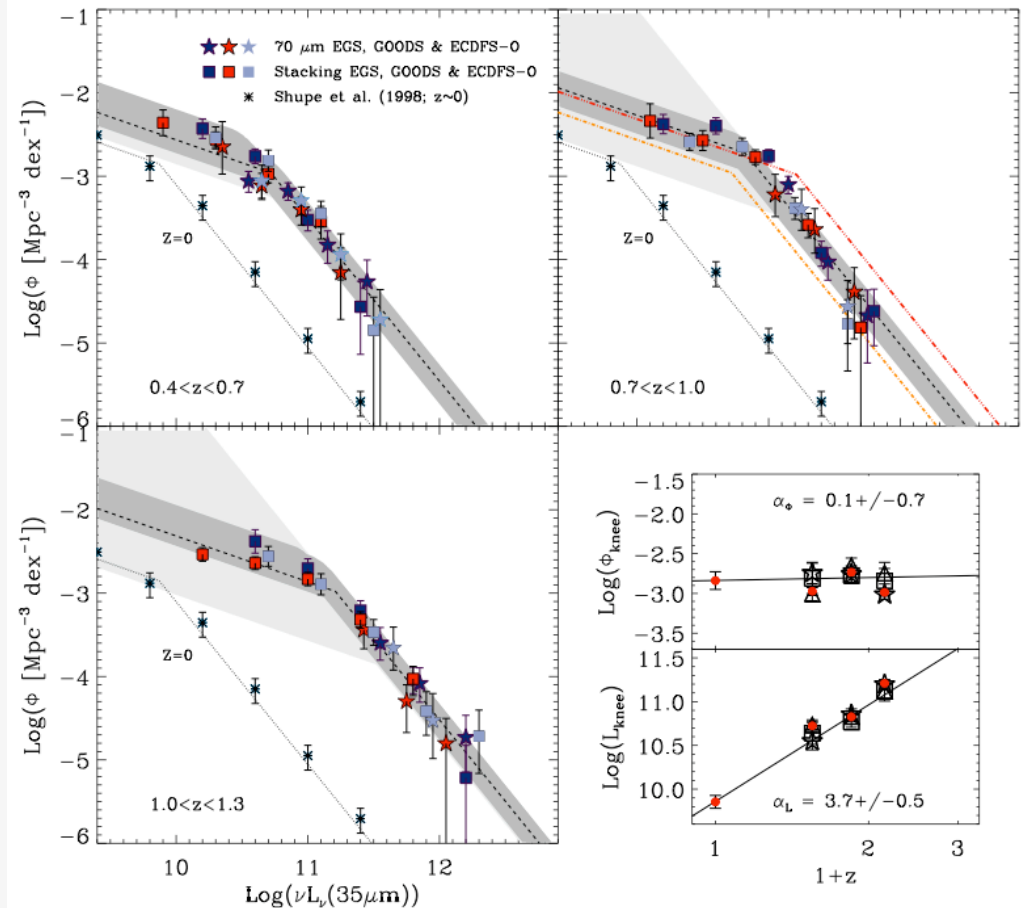 -1
-2
-3
-4
-5
-6
Log(Φ [Mpc⁻³ dex⁻¹])
70 μm EGS, GOODS & ECDFS-O
Stacking EGS, GOODS & ECDFS-O
Shupe et al. (1998; z~0)
Z=0
0.4<z<0.7
Z=0
0.7<z<1.0
-1
-2
-3
-4
-5
-6
Log(Φ [Mpc⁻³ dex⁻¹])
Z=0
1.0<z<1.3
10
11
12
Log(νLᵥ(35μm))
-1.5
-2.0
-2.5
-3.0
-3.5
Log(Φknee)
αΦ = 0.1+/-0.7
11.5
11.0
10.5
10.0
Log(Lknee)
αL = 3.7+/-0.5
1
2
3
1+z